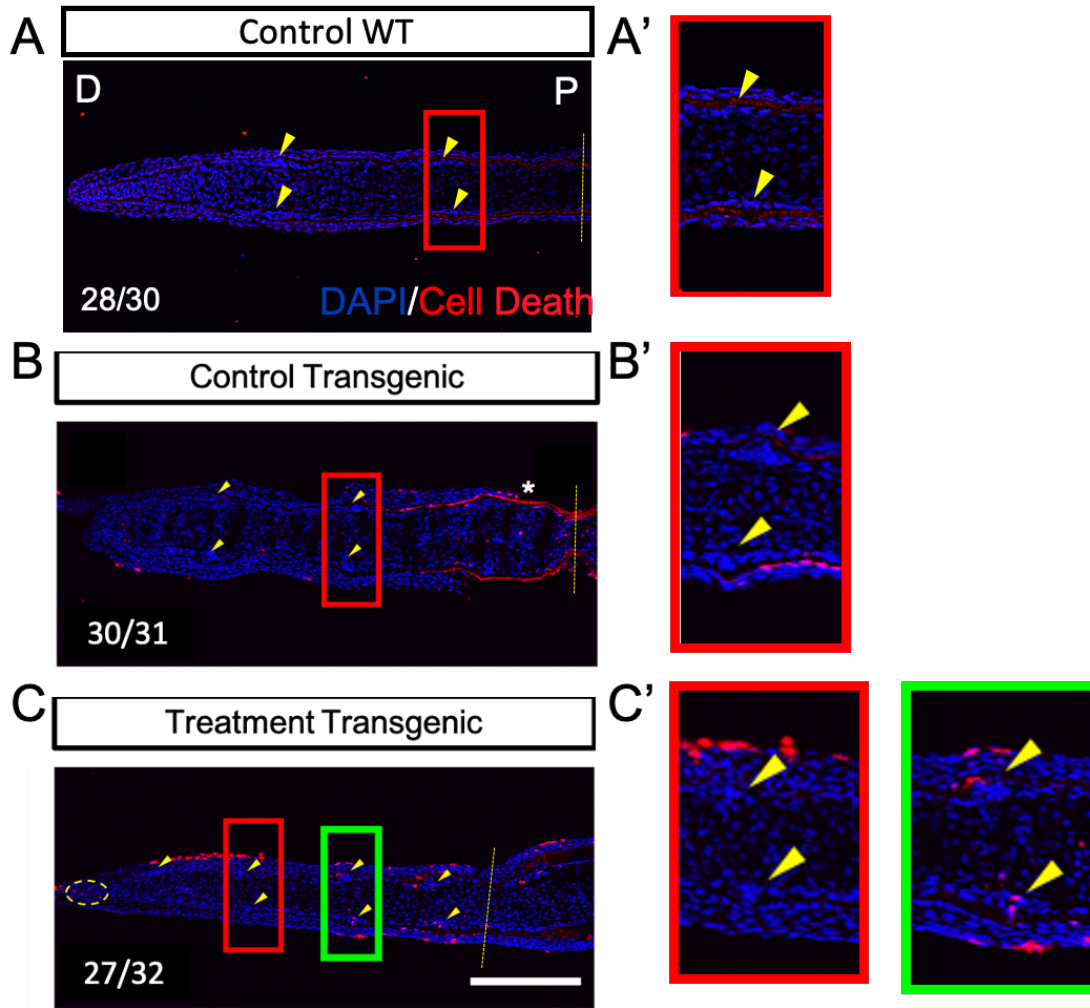 A
Control WT
A’
D
P
28/30
DAPI/Cell Death
B
Control Transgenic
B’
*
30/31
C
Treatment Transgenic
C’
27/32